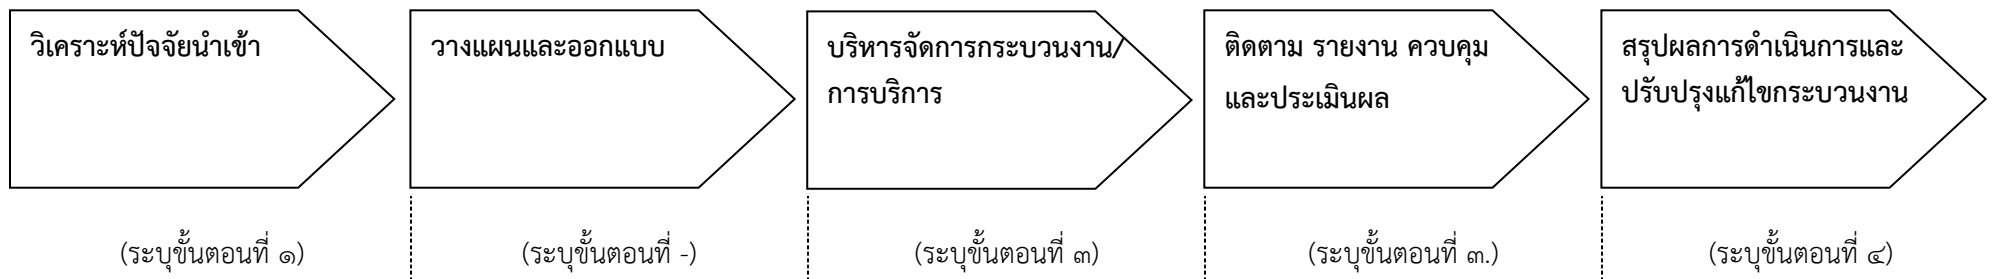 วิเคราะห์ปัจจัยนำเข้า
วางแผนและออกแบบ
บริหารจัดการกระบวนงาน/
การบริการ
ติดตาม รายงาน ควบคุม
และประเมินผล
สรุปผลการดำเนินการและ
ปรับปรุงแก้ไขกระบวนงาน
(ระบุขั้นตอนที่ ๑)
(ระบุขั้นตอนที่ -)
(ระบุขั้นตอนที่ ๓)
(ระบุขั้นตอนที่ ๓.)
(ระบุขั้นตอนที่ ๔)